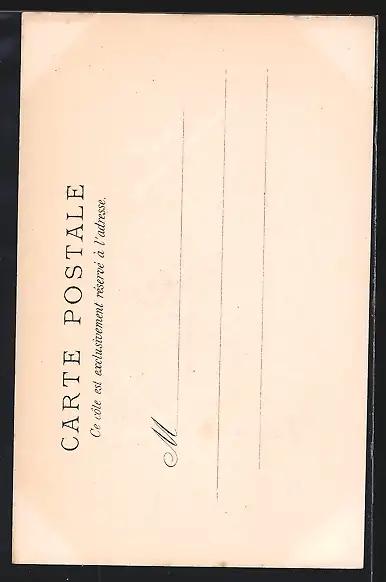 CARTE POSTALE
Ce côté est exclusivement réservé à l'adresse.
M